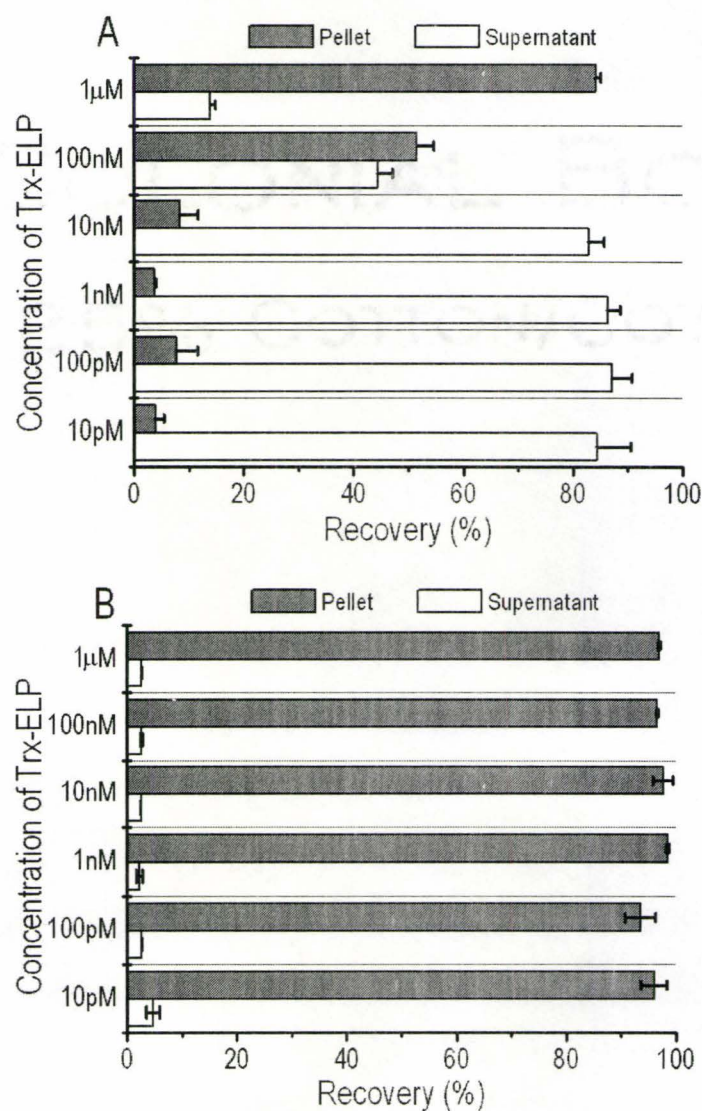 A
Pellet Supernatant
Concentration of Trx-ELP
1μM
100nM
10nM
1nM
100pM
10pM
0 20 40 60 80 100
Recovery (%)
B
Pellet Supernatant
Concentration of Trx-ELP
1μM
100nM
10nM
1nM
100pM
10pM
0 20 40 60 80 100
Recovery (%)